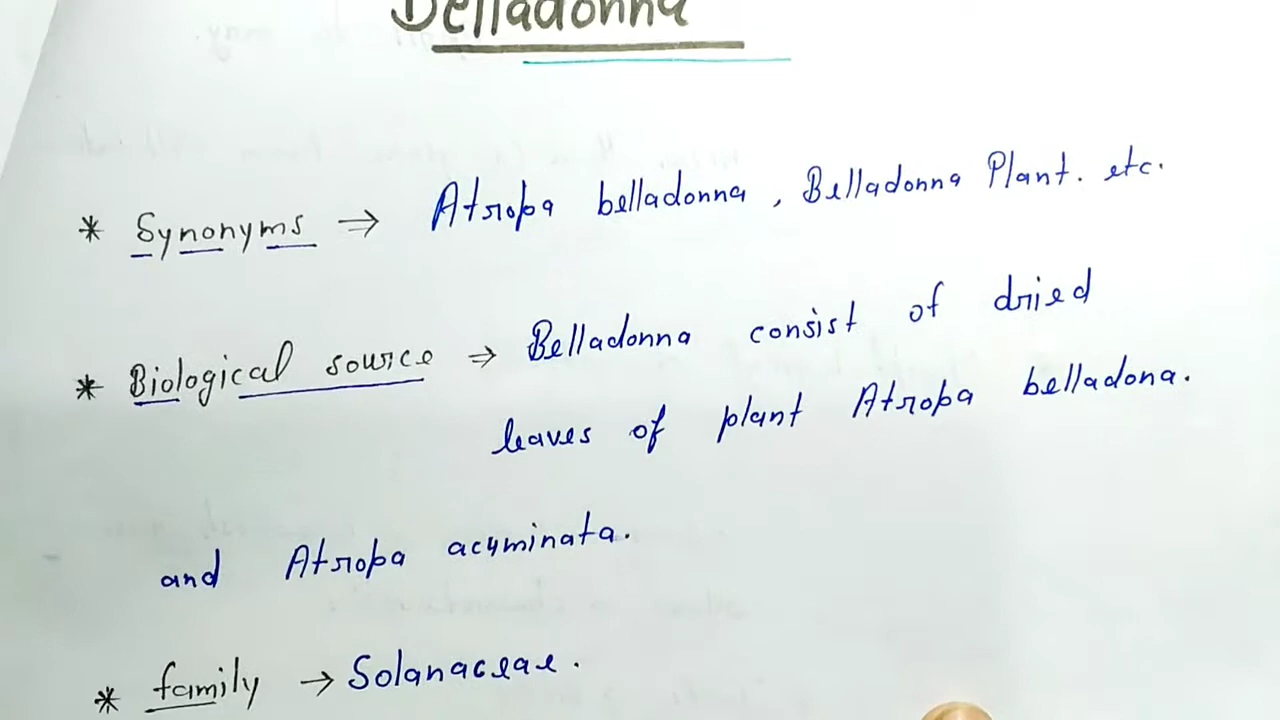 Belladonna
* Synonyms ⇒ Atropa belladonna, Belladonna Plant. etc.
* Biological source ⇒ Belladonna consist of dried
leaves of plant Atropa belladona.
and Atropa acuminata.
* family → Solanaceae.